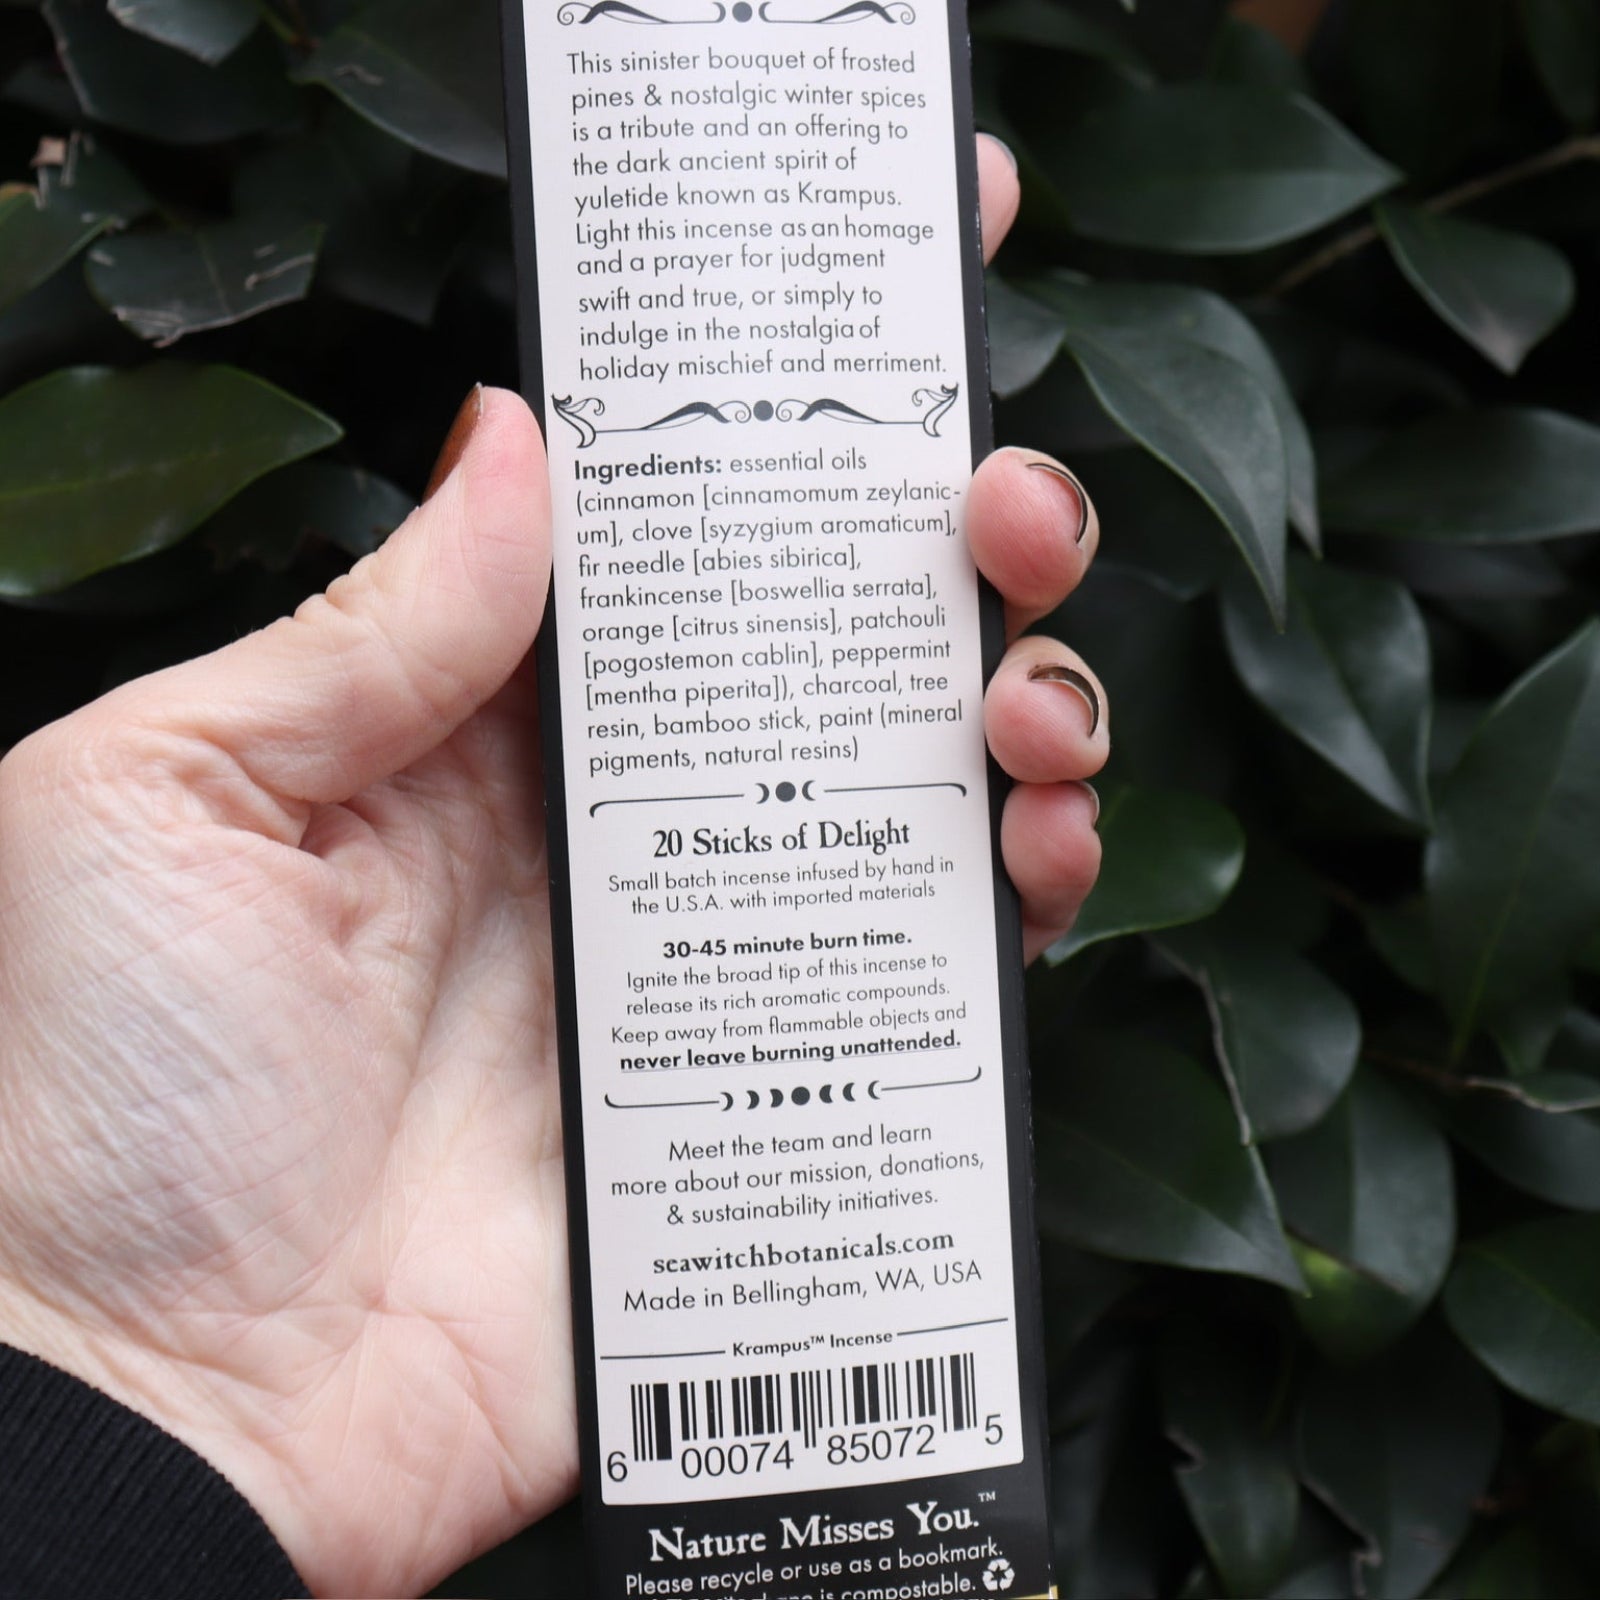 This sinister bouquet of frosted
pines & nostalgic winter spices
is a tribute and an offering to
the dark ancient spirit of
yuletide known as Krampus.
Light this incense as an homage
and a prayer for judgment
swift and true, or simply to
indulge in the nostalgia of
holiday mischief and merriment.
Ingredients: essential oils
(cinnamon [cinnamomum zeylanic-
um], clove [syzygium aromaticum],
fir needle [abies sibirica],
frankincense [boswellia serrata],
orange [citrus sinensis], patchouli
[pogostemon cablin], peppermint
[mentha piperita]), charcoal, tree
resin, bamboo stick, paint (mineral
pigments, natural resins)
20 Sticks of Delight
Small batch incense infused by hand in
the U.S.A. with imported materials
30-45 minute burn time.
Ignite the broad tip of this incense to
release its rich aromatic compounds.
Keep away from flammable objects and
never leave burning unattended.
Meet the team and learn
more about our mission, donations,
& sustainability initiatives.
seawitchbotanicals.com
Made in Bellingham, WA, USA
Krampus™ Incense
6 00074 85072 5
Nature Misses You.™
Please recycle or use as a bookmark.
is compostable.